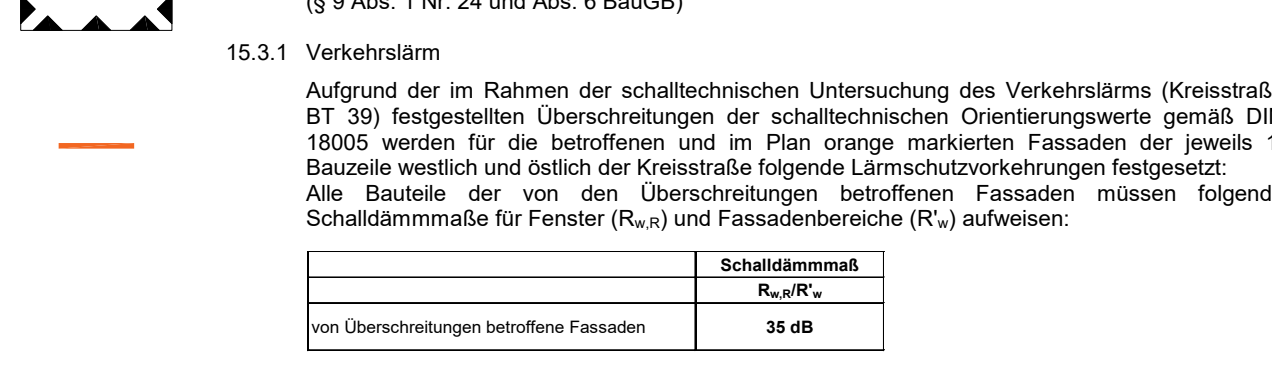 (§ 9 Abs. 1 Nr. 24 und Abs. 6 BauGB)
15.3.1 Verkehrslärm
Aufgrund der im Rahmen der schalltechnischen Untersuchung des Verkehrslärms (Kreisstraß
BT 39) festgestellten Überschreitungen der schalltechnischen Orientierungswerte gemäß DI
18005 werden für die betroffenen und im Plan orange markierten Fassaden der jeweils 1
Bauzeile westlich und östlich der Kreisstraße folgende Lärmschutzvorkehrungen festgesetzt:
Alle Bauteile der von den Überschreitungen betroffenen Fassaden müssen folgend
Schalldämmmaße für Fenster (Rw,R) und Fassadenbereiche (R'w) aufweisen:
Schalldämmmaß
Rw,R/R'w
von Überschreitungen betroffene Fassaden 35 dB